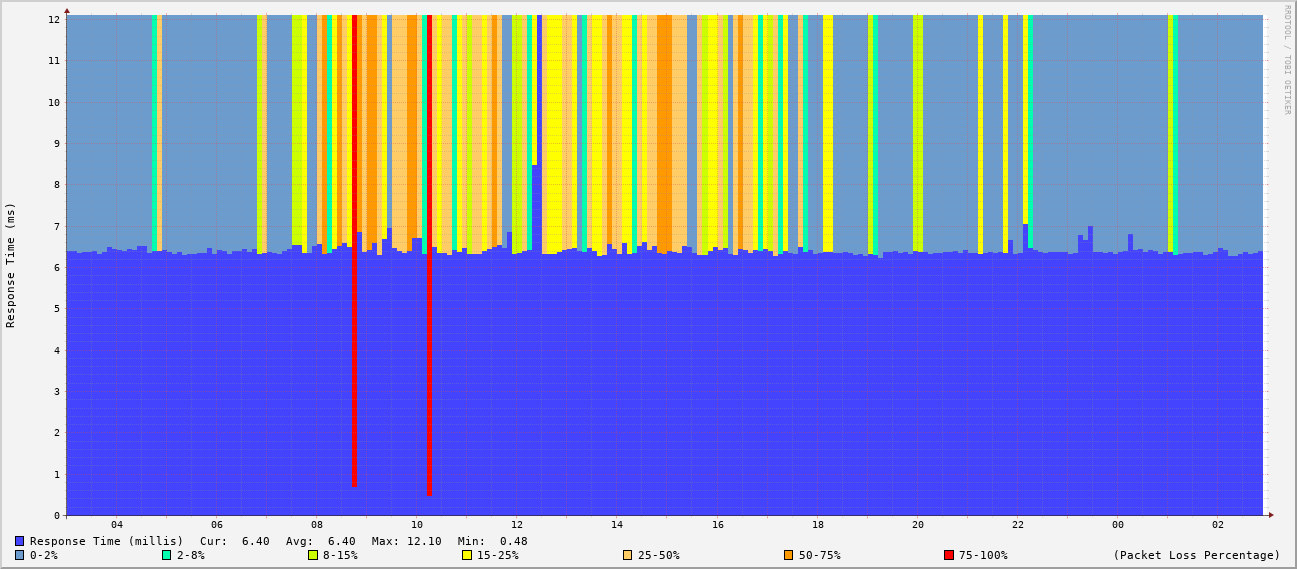 RRDTOOL / TOBI OETIKER
Response Time (ms)
12
11
10
9
8
7
6
5
4
3
2
1
0
04 06 08 10 12 14 16 18 20 22 00 02
Response Time (millis) Cur: 6.40 Avg: 6.40 Max: 12.10 Min: 0.48
0-2% 2-8% 8-15% 15-25% 25-50% 50-75% 75-100% (Packet Loss Percentage)